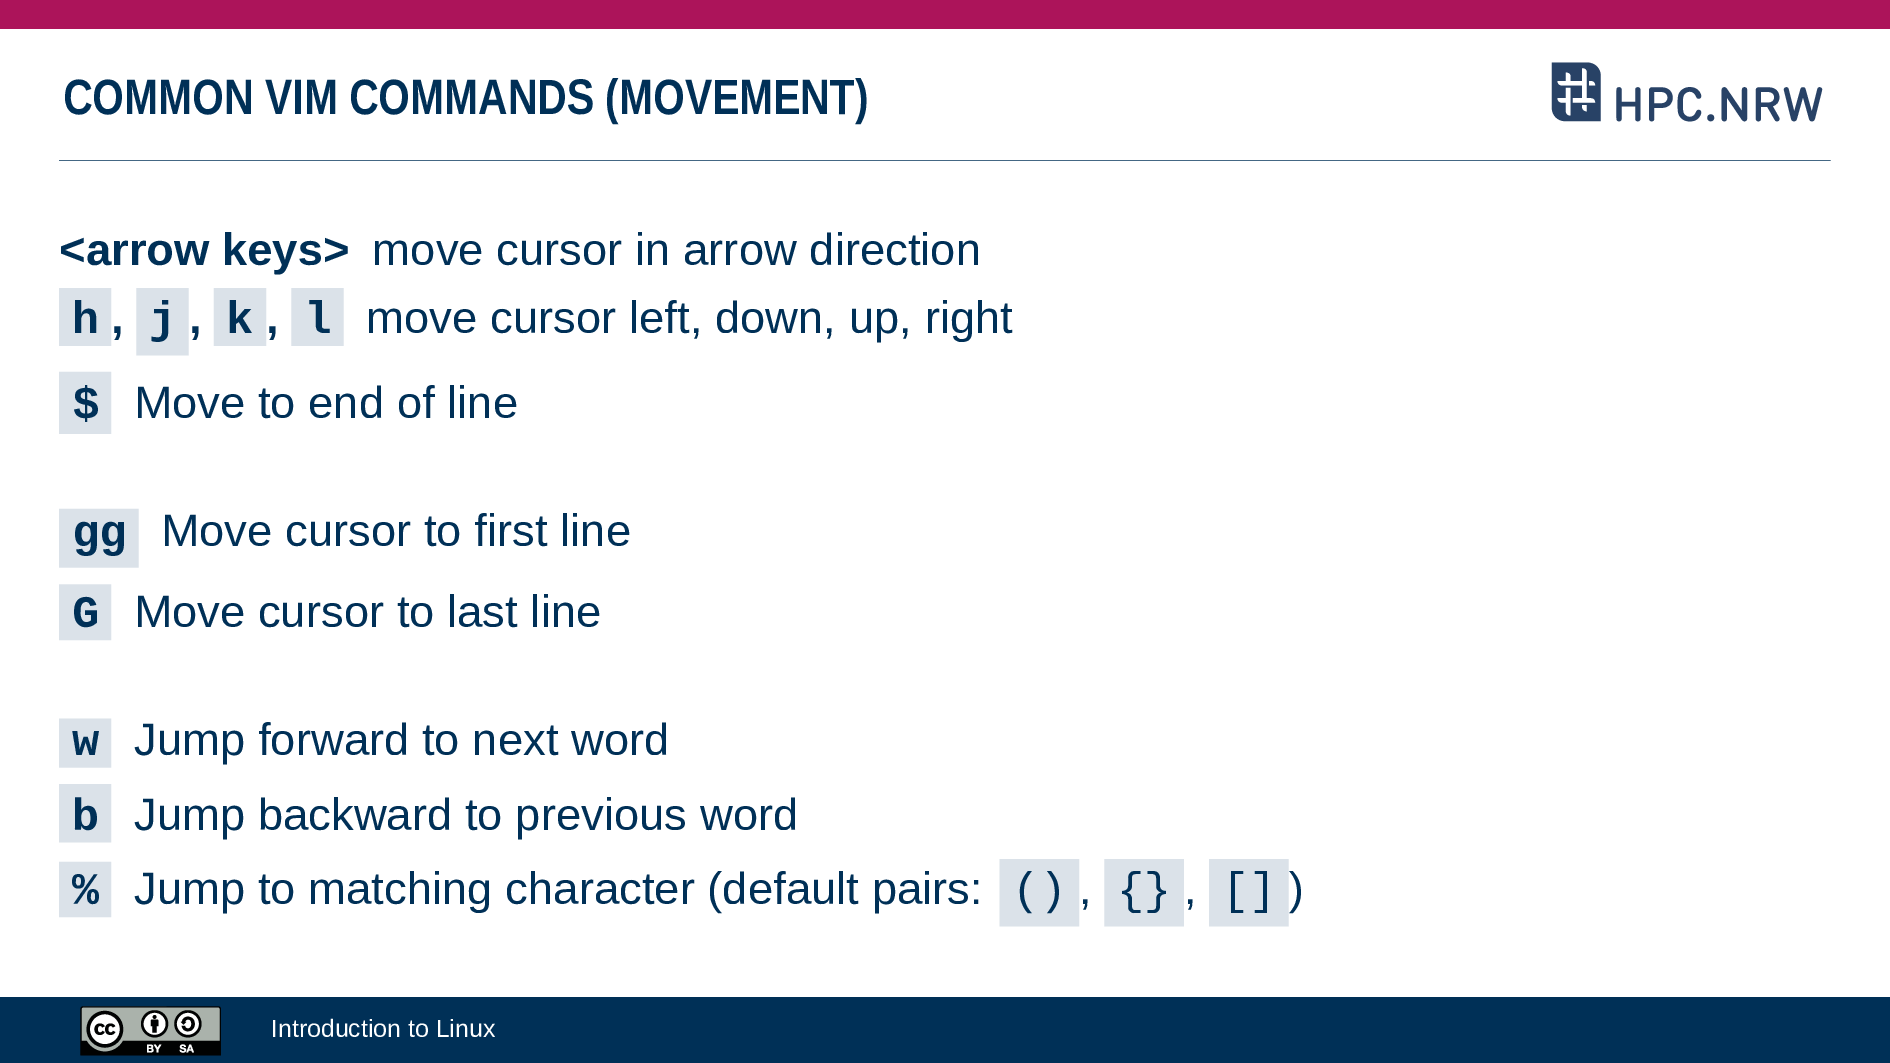 COMMON VIM COMMANDS (MOVEMENT)
HPC.NRW
<arrow keys> move cursor in arrow direction
h, j, k, l move cursor left, down, up, right
$ Move to end of line
gg Move cursor to first line
G Move cursor to last line
w Jump forward to next word
b Jump backward to previous word
% Jump to matching character (default pairs: (), {}, [])
cc BY SA
Introduction to Linux